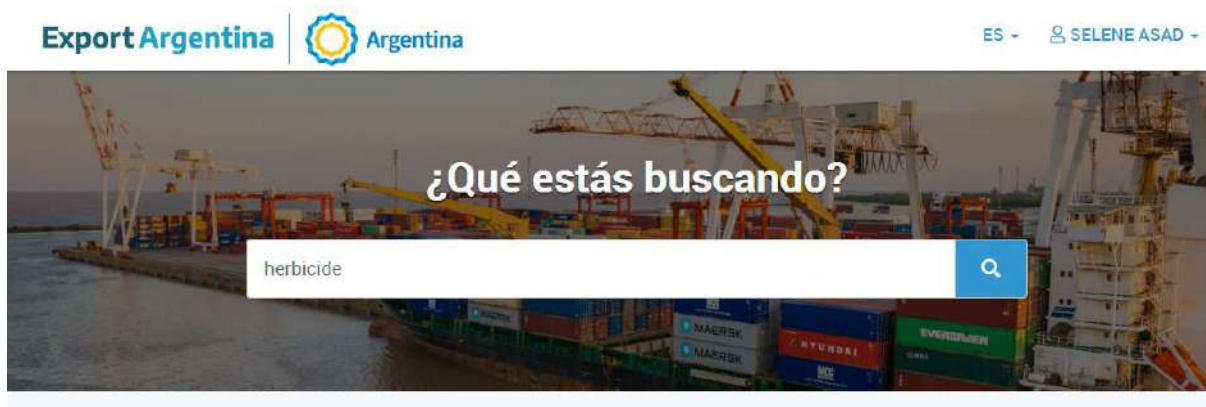 Export Argentina
Argentina
ES
SELENE ASAD
¿Qué estás buscando?
herbicide
MAERSK
MAERSK
HYUNDAI
EVERGREEN